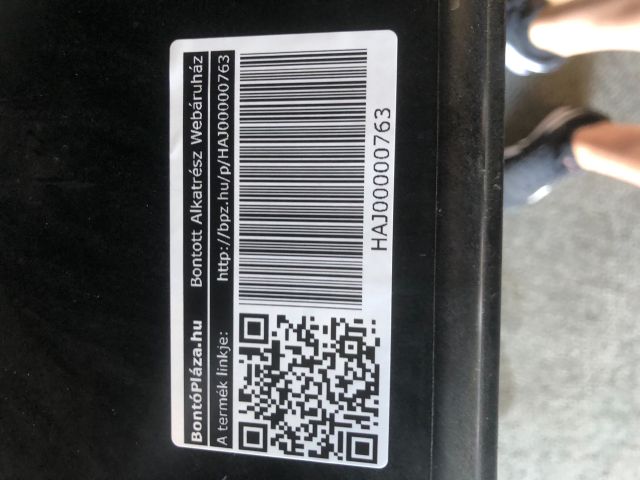 BontóPláza.hu Bontott Alkatrész Webáruház
A termék linkje: http://bpz.hu/p/HAJ00000763
HAJ00000763